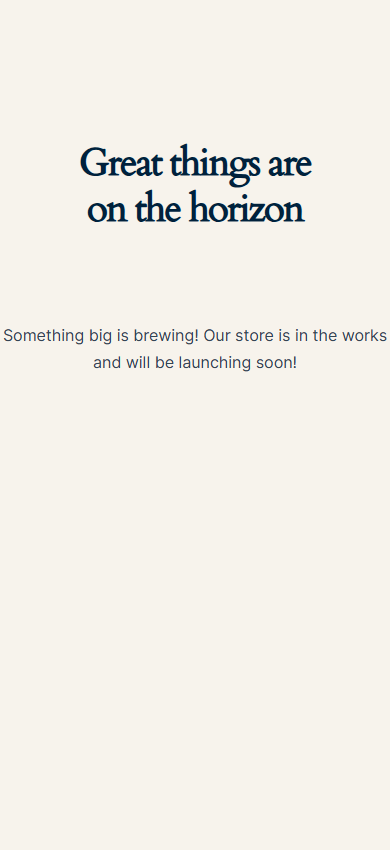 Great things are
on the horizon
Something big is brewing! Our store is in the works
and will be launching soon!